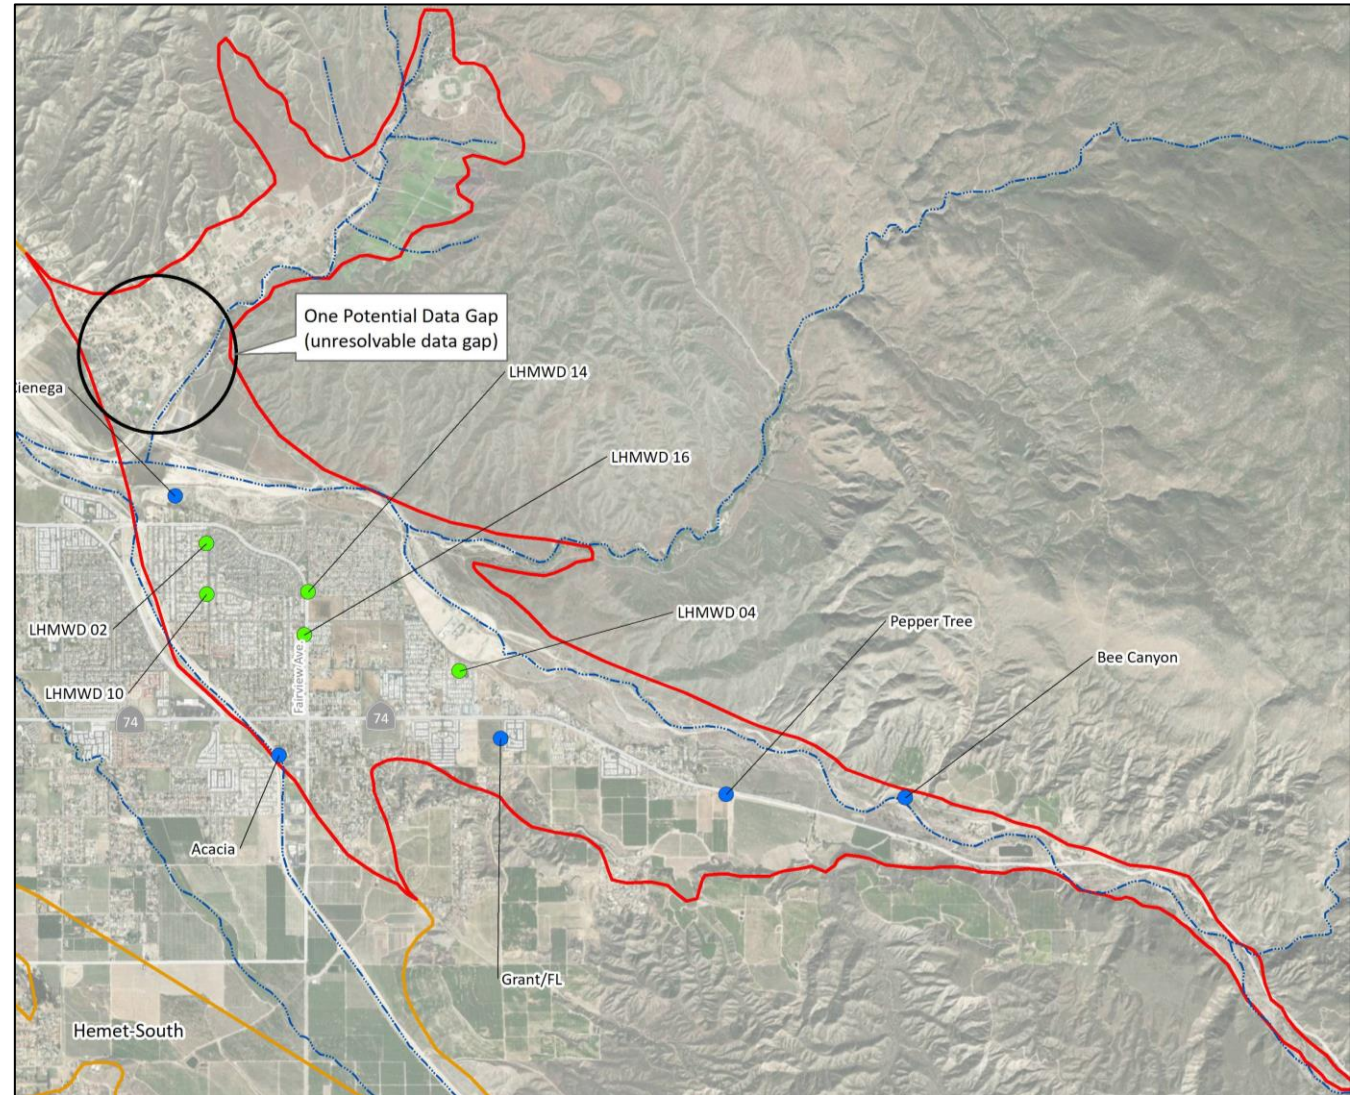 One Potential Data Gap
(unresolvable data gap)
LHMWD 14
ienega
LHMWD 16
LHMWD 04
Pepper Tree
LHMWD 02
Bee Canyon
LHMWD 10
Fairview Ave.
74
74
Acacia
Grant/FL
Hemet-South